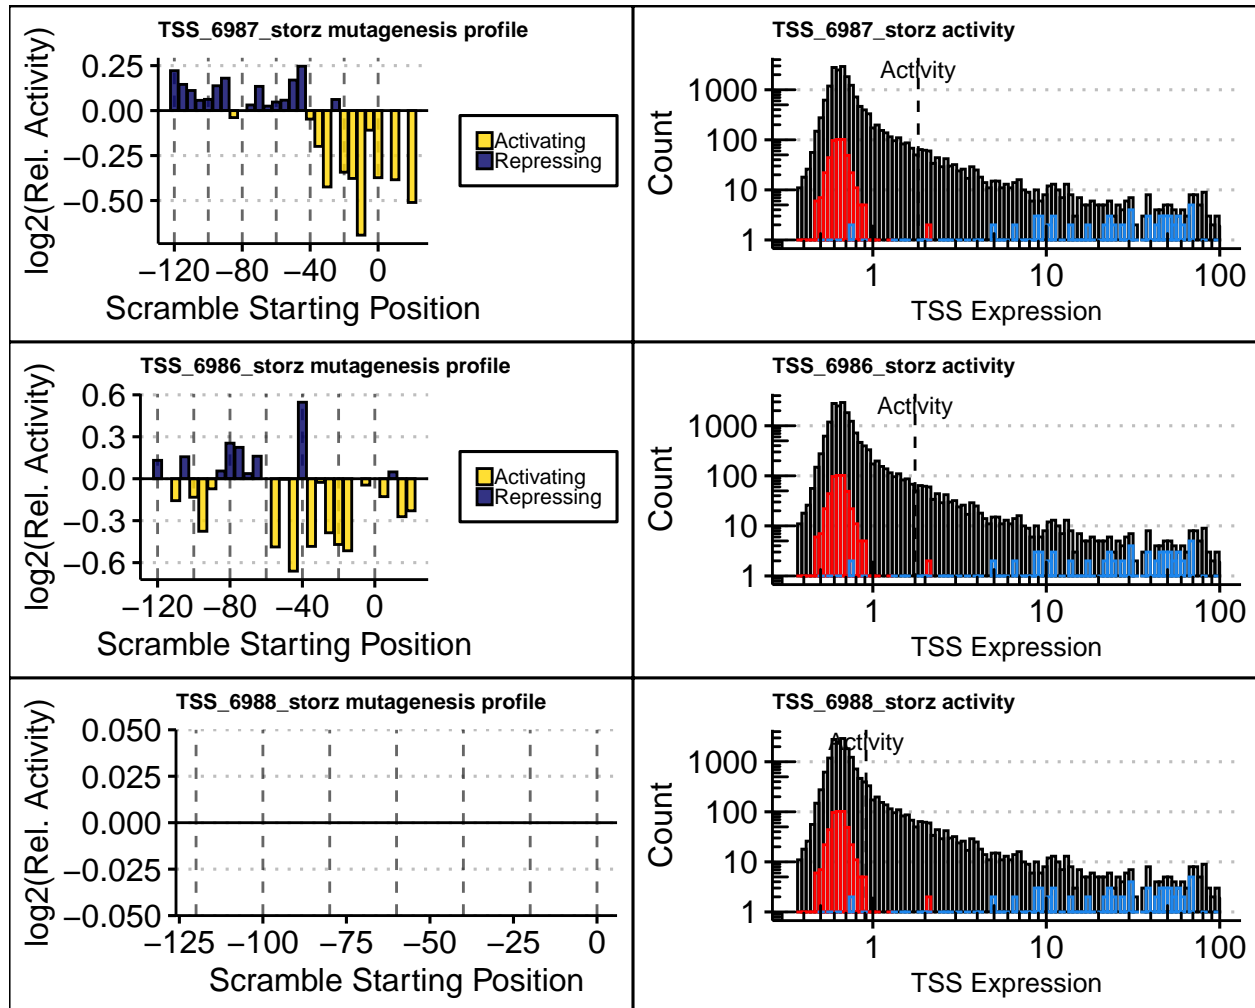 TSS_6987_storz mutagenesis profile
log2(Rel. Activity)
0.25
0.00
−0.25
−0.50
−120 −80 −40 0
Scramble Starting Position
Activating
Repressing
TSS_6987_storz activity
Activity
Count
1000
100
10
1
1 10 100
TSS Expression
TSS_6986_storz mutagenesis profile
log2(Rel. Activity)
0.6
0.3
0.0
−0.3
−0.6
−120 −80 −40 0
Scramble Starting Position
Activating
Repressing
TSS_6986_storz activity
Activity
Count
1000
100
10
1
1 10 100
TSS Expression
TSS_6988_storz mutagenesis profile
log2(Rel. Activity)
0.050
0.025
0.000
−0.025
−0.050
−125 −100 −75 −50 −25 0
Scramble Starting Position
TSS_6988_storz activity
Activity
Count
1000
100
10
1
1 10 100
TSS Expression